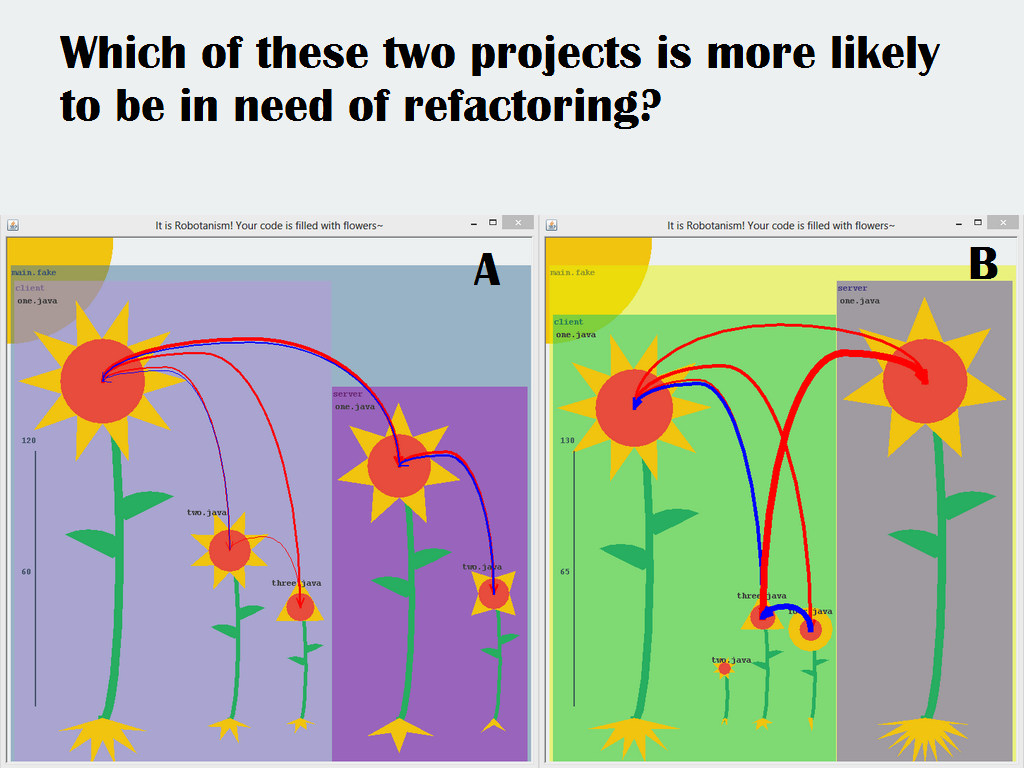 Which of these two projects is more likely
to be in need of refactoring?
It is Robotanism! Your code is filled with flowers~
A
main.fake
client
one.java
120
60
two.java
three.java
server
one.java
two.java
It is Robotanism! Your code is filled with flowers~
B
main.fake
client
one.java
130
65
three.java
two.java
server
one.java